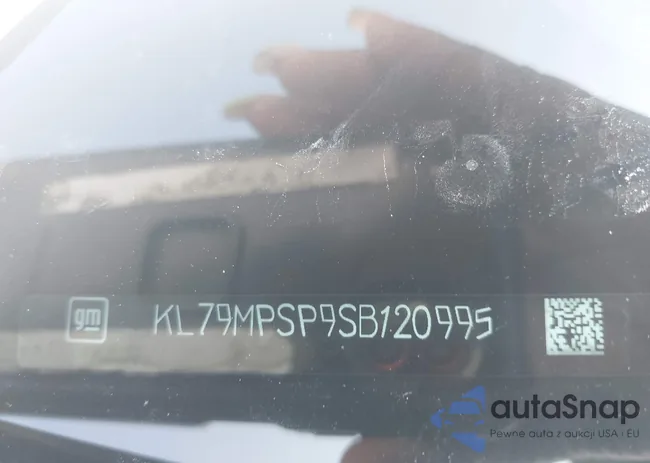 gm KL79MPSP9SB120995
autaSnap
Pewne auta z aukcji USA i EU